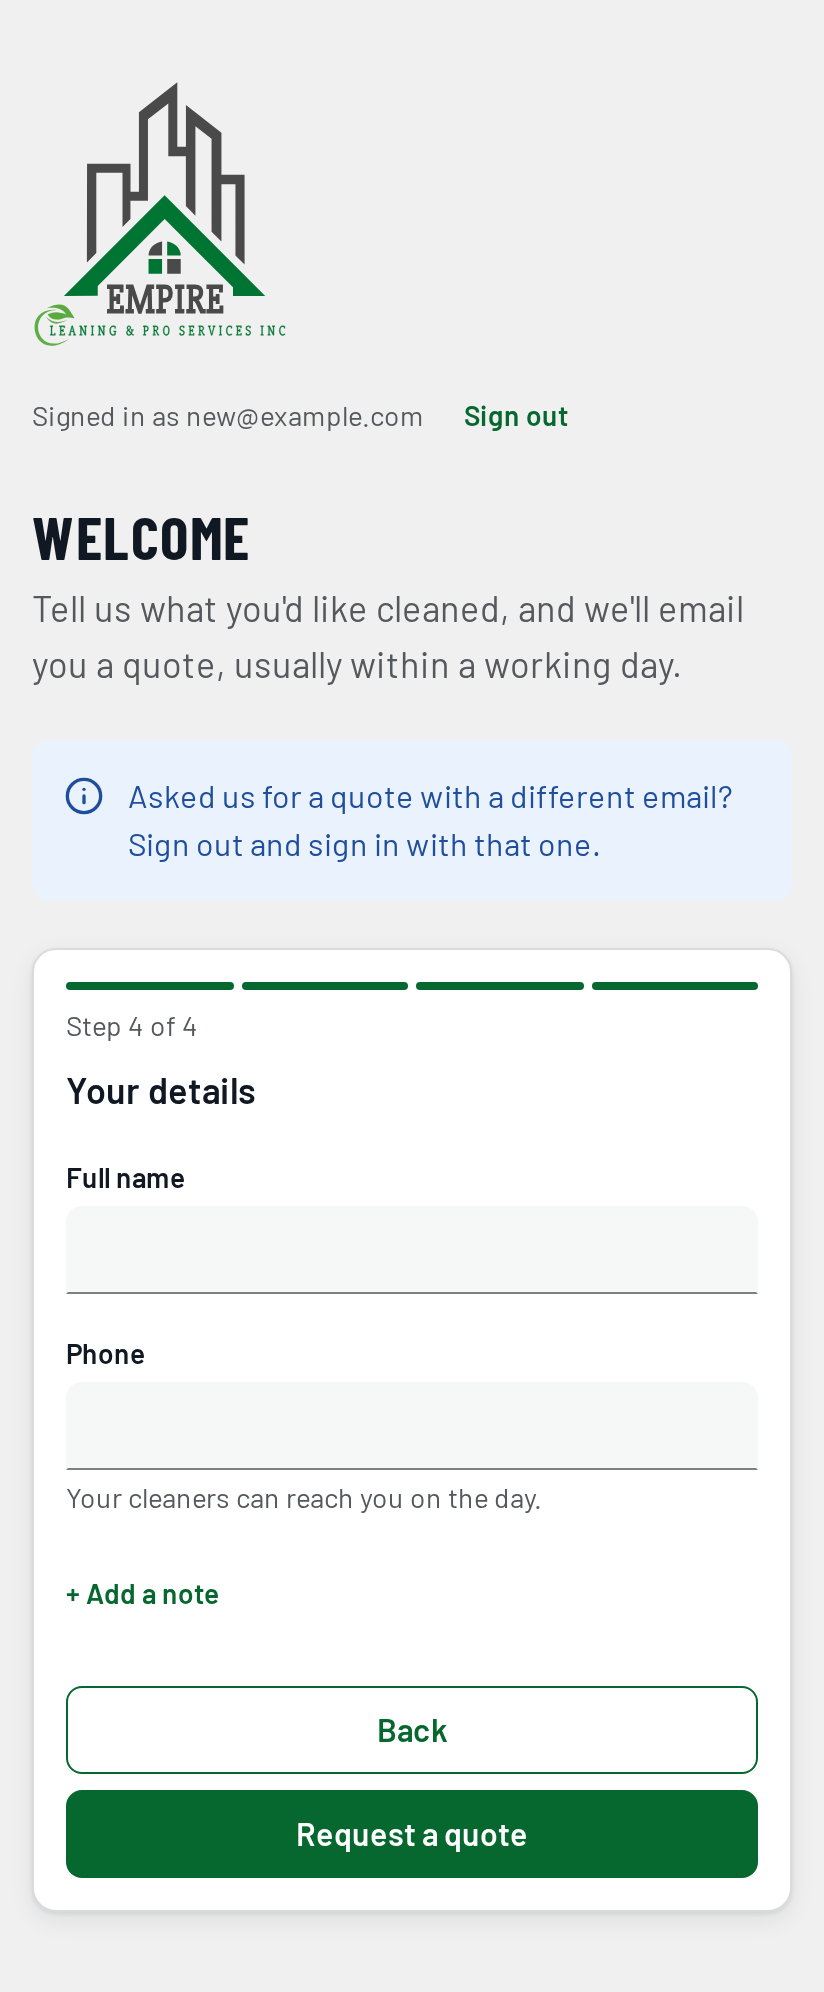 EMPIRE
CLEANING & PRO SERVICES INC
Signed in as new@example.com
Sign out
WELCOME
Tell us what you'd like cleaned, and we'll email
you a quote, usually within a working day.
Asked us for a quote with a different email?
Sign out and sign in with that one.
Step 4 of 4
Your details
Full name
Phone
Your cleaners can reach you on the day.
+ Add a note
Back
Request a quote